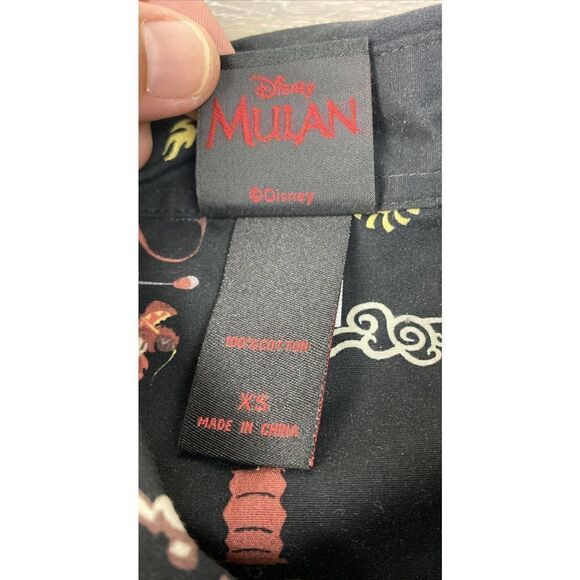 Disney
MULAN
©Disney
100%COTTON
XS
MADE IN CHINA